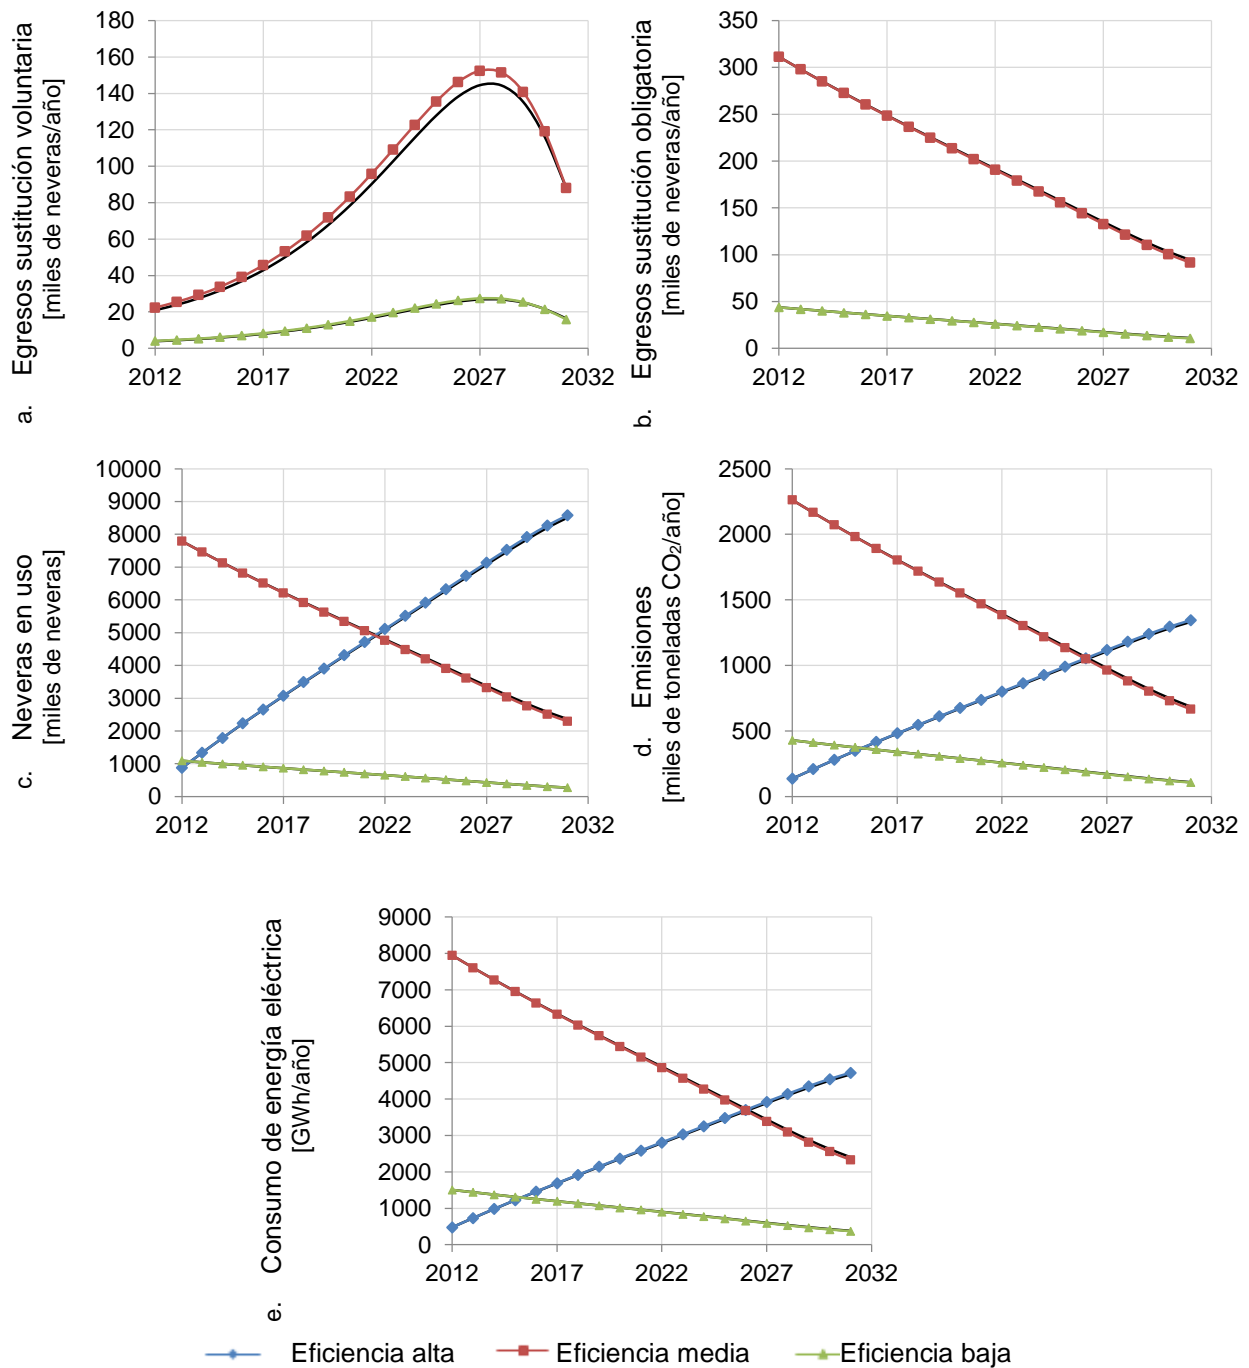 a. Egresos sustitución voluntaria
[miles de neveras/año]
180
160
140
120
100
80
60
40
20
0
2012 2017 2022 2027 2032
b. Egresos sustitución obligatoria
[miles de neveras/año]
350
300
250
200
150
100
50
0
2012 2017 2022 2027 2032
c. Neveras en uso
[miles de neveras]
10000
9000
8000
7000
6000
5000
4000
3000
2000
1000
0
2012 2017 2022 2027 2032
d. Emisiones
[miles de toneladas CO₂/año]
2500
2000
1500
1000
500
0
2012 2017 2022 2027 2032
e. Consumo de energía eléctrica
[GWh/año]
9000
8000
7000
6000
5000
4000
3000
2000
1000
0
2012 2017 2022 2027 2032
Eficiencia alta Eficiencia media Eficiencia baja